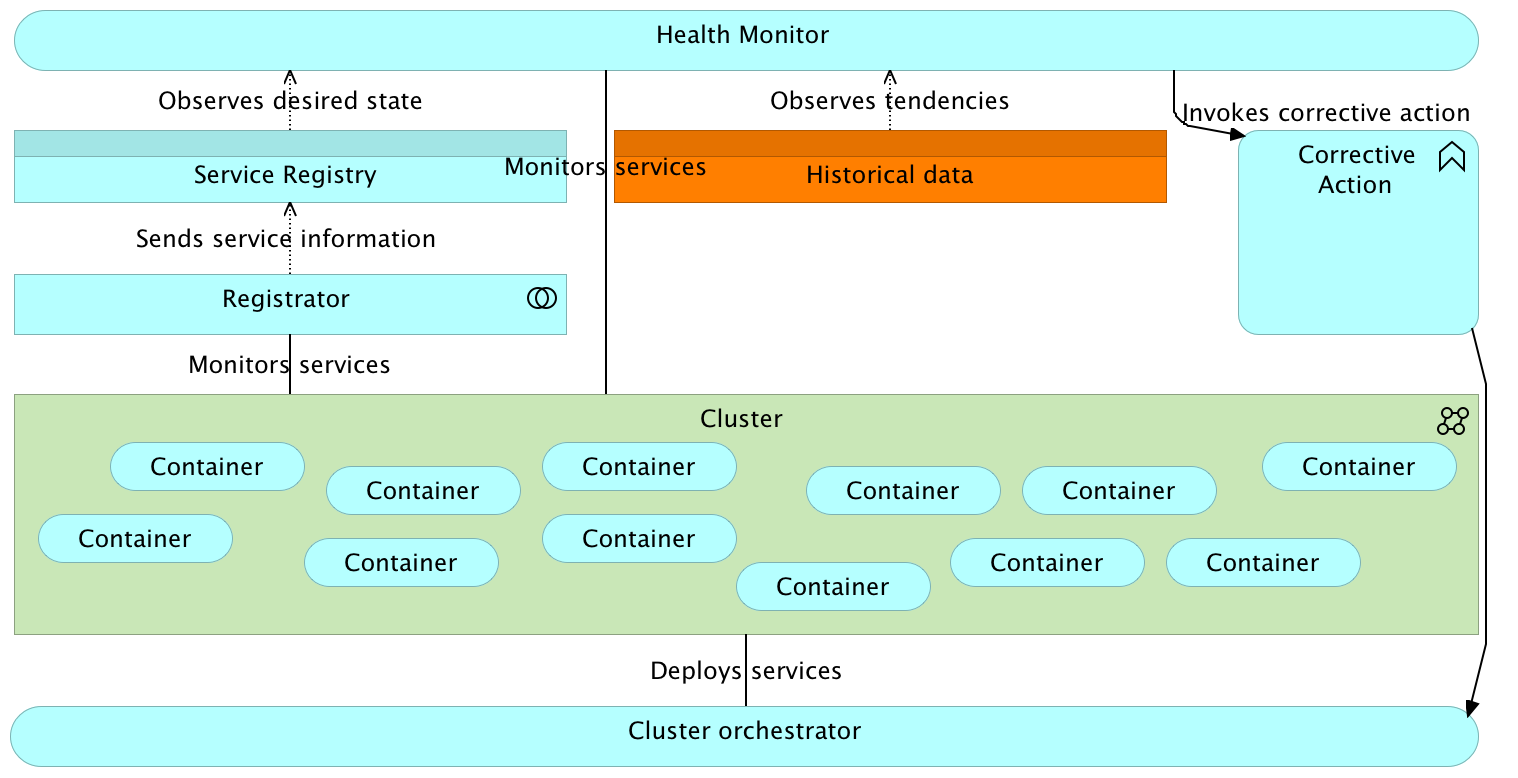 Health Monitor
Observes desired state
Observes tendencies
Invokes corrective action
Service Registry
Monitors services
Historical data
Corrective
Action
Sends service information
Registrator
Monitors services
Cluster
Container
Container
Container
Container
Container
Container
Container
Container
Container
Container
Container
Container
Deploys services
Cluster orchestrator